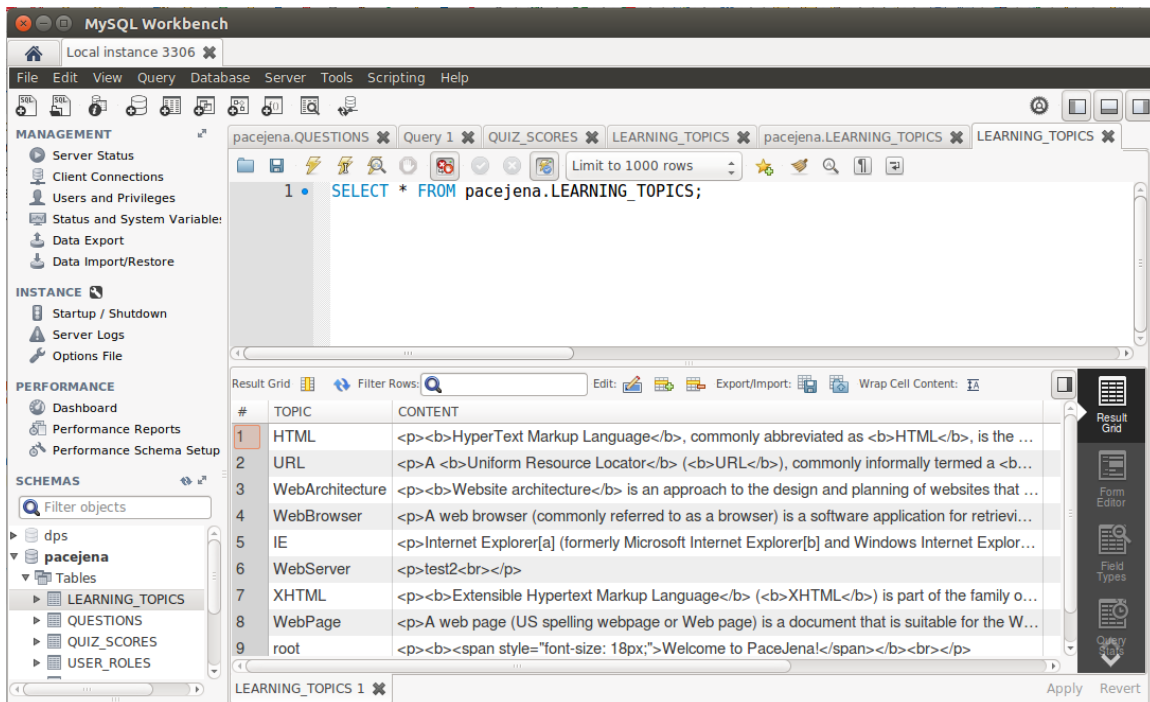 MySQL Workbench
Local instance 3306
File Edit View Query Database Server Tools Scripting Help
MANAGEMENT
Server Status
Client Connections
Users and Privileges
Status and System Variable
Data Export
Data Import/Restore
INSTANCE
Startup / Shutdown
Server Logs
Options File
PERFORMANCE
Dashboard
Performance Reports
Performance Schema Setup
SCHEMAS
Filter objects
dps
pacejena
Tables
LEARNING_TOPICS
QUESTIONS
QUIZ_SCORES
USER_ROLES
pacejena.QUESTIONS Query 1 QUIZ_SCORES LEARNING_TOPICS pacejena.LEARNING_TOPICS LEARNING_TOPICS
Limit to 1000 rows
1 SELECT * FROM pacejena.LEARNING_TOPICS;
Result Grid Filter Rows: Edit: Export/Import: Wrap Cell Content:
# TOPIC CONTENT
1 HTML <p><b>HyperText Markup Language</b>, commonly abbreviated as <b>HTML</b>, is the ...
2 URL <p>A <b>Uniform Resource Locator</b> (<b>URL</b>), commonly informally termed a <b...
3 WebArchitecture <p><b>Website architecture</b> is an approach to the design and planning of websites that ...
4 WebBrowser <p>A web browser (commonly referred to as a browser) is a software application for retrievi...
5 IE <p>Internet Explorer[a] (formerly Microsoft Internet Explorer[b] and Windows Internet Explor...
6 WebServer <p>test2<br></p>
7 XHTML <p><b>Extensible Hypertext Markup Language</b> (<b>XHTML</b>) is part of the family o...
8 WebPage <p>A web page (US spelling webpage or Web page) is a document that is suitable for the W...
9 root <p><b><span style="font-size: 18px;">Welcome to PaceJena!</span></b><br></p>
Result
Grid
Form
Editor
Field
Types
Query
Stats
LEARNING_TOPICS 1
Apply Revert